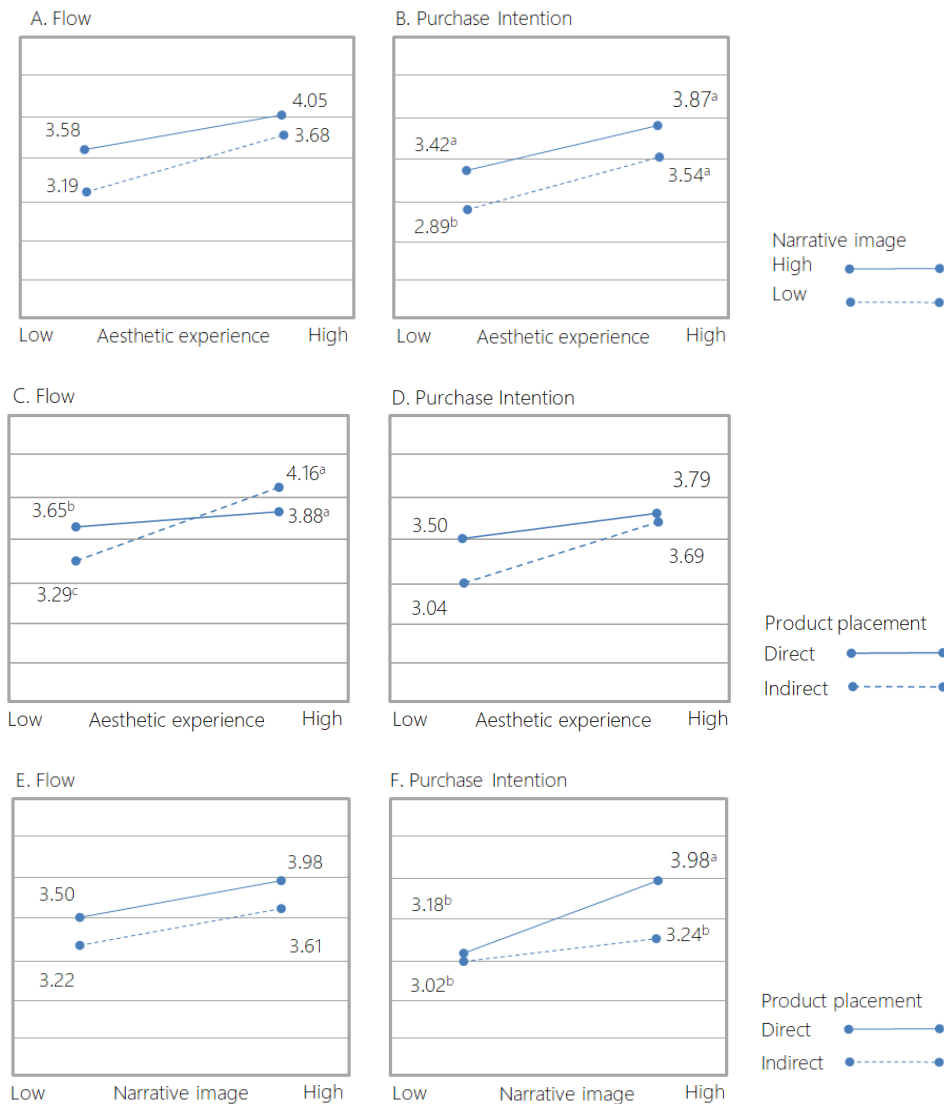 A. Flow
B. Purchase Intention
3.58
4.05
3.19
3.68
3.42ᵃ
3.87ᵃ
2.89ᵇ
3.54ᵃ
Low Aesthetic experience High
Low Aesthetic experience High
Narrative image
High
Low
C. Flow
D. Purchase Intention
3.65ᵇ
4.16ᵃ
3.88ᵃ
3.29ᶜ
3.50
3.79
3.69
3.04
Low Aesthetic experience High
Low Aesthetic experience High
Product placement
Direct
Indirect
E. Flow
F. Purchase Intention
3.50
3.98
3.61
3.22
3.18ᵇ
3.98ᵃ
3.24ᵇ
3.02ᵇ
Low Narrative image High
Low Narrative image High
Product placement
Direct
Indirect